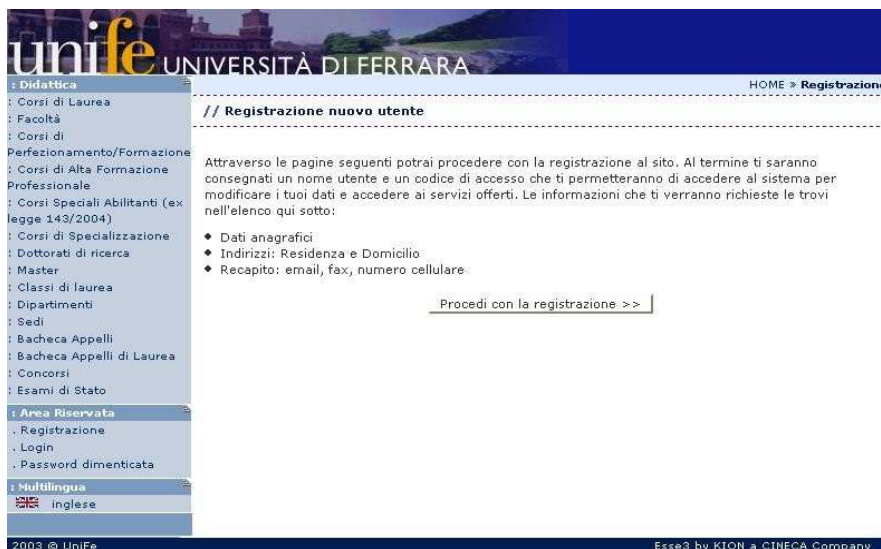 unife UNIVERSITÀ DI FERRARA
: Didattica
: Corsi di Laurea
: Facoltà
: Corsi di
Perfezionamento/Formazione
: Corsi di Alta Formazione
Professionale
: Corsi Speciali Abilitanti (ex
legge 143/2004)
: Corsi di Specializzazione
: Dottorati di ricerca
: Master
: Classi di laurea
: Dipartimenti
: Sedi
: Bacheca Appelli
: Bacheca Appelli di Laurea
: Concorsi
: Esami di Stato
: Area Riservata
. Registrazione
. Login
. Password dimenticata
: Multilingua
inglese
HOME » Registrazione
// Registrazione nuovo utente
Attraverso le pagine seguenti potrai procedere con la registrazione al sito. Al termine ti saranno
consegnati un nome utente e un codice di accesso che ti permetteranno di accedere al sistema per
modificare i tuoi dati e accedere ai servizi offerti. Le informazioni che ti verranno richieste le trovi
nell'elenco qui sotto:
◆ Dati anagrafici
◆ Indirizzi: Residenza e Domicilio
◆ Recapito: email, fax, numero cellulare
Procedi con la registrazione >>
2003 © UniFe
Esse3 by KION a CINECA Company